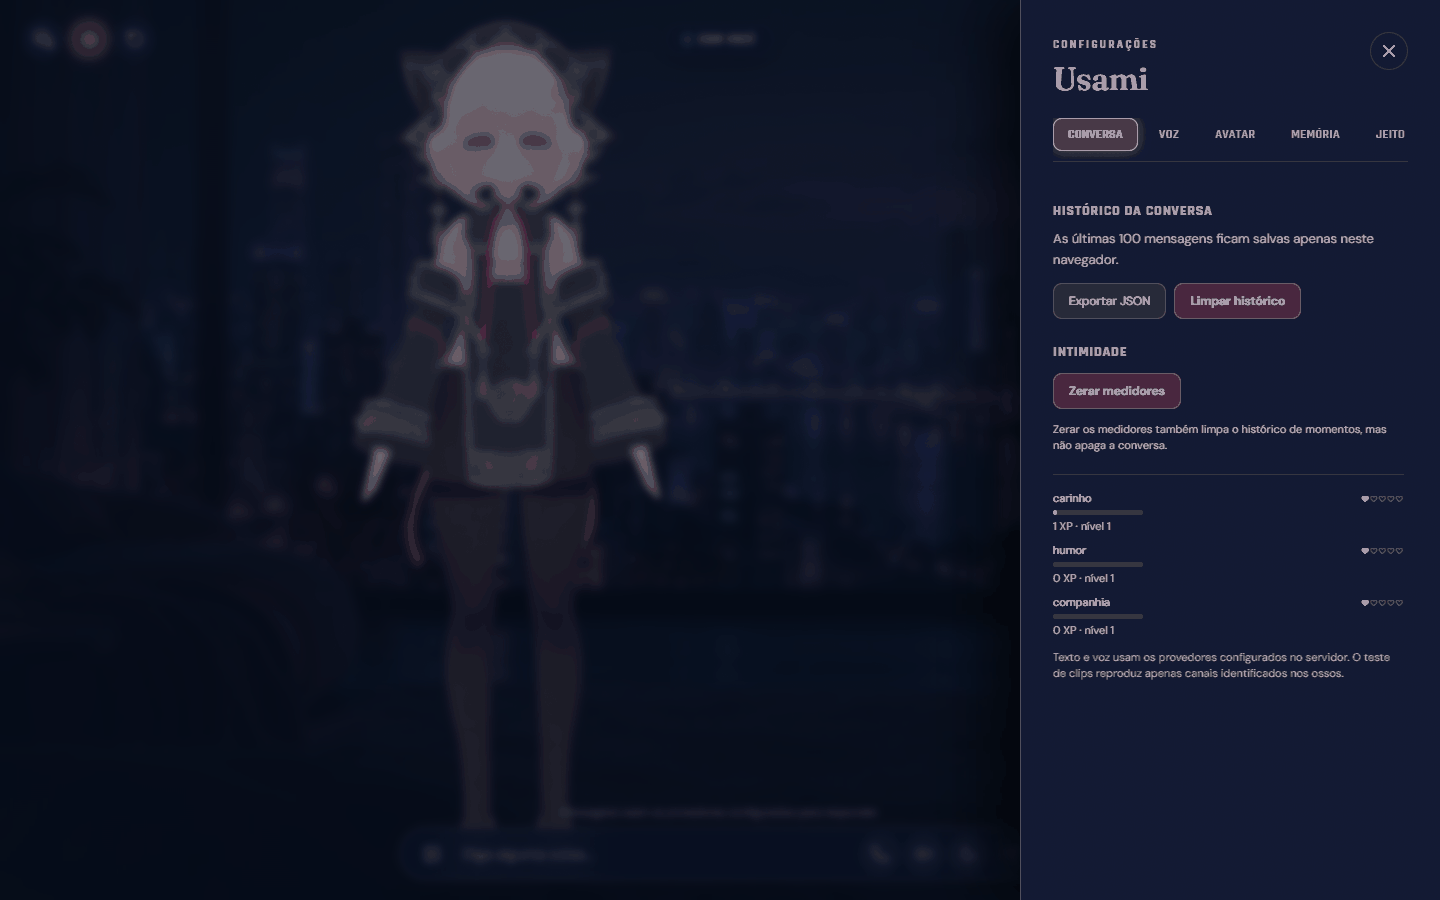 CONFIGURAÇÕES
Usami
CONVERSA VOZ AVATAR MEMÓRIA JEITO
HISTÓRICO DA CONVERSA
As últimas 100 mensagens ficam salvas apenas neste
navegador.
Exportar JSON Limpar histórico
INTIMIDADE
Zerar medidores
Zerar os medidores também limpa o histórico de momentos, mas
não apaga a conversa.
carinho
1 XP · nível 1
humor
0 XP · nível 1
companhia
0 XP · nível 1
Texto e voz usam os provedores configurados no servidor. O teste
de clips reproduz apenas canais identificados nos ossos.